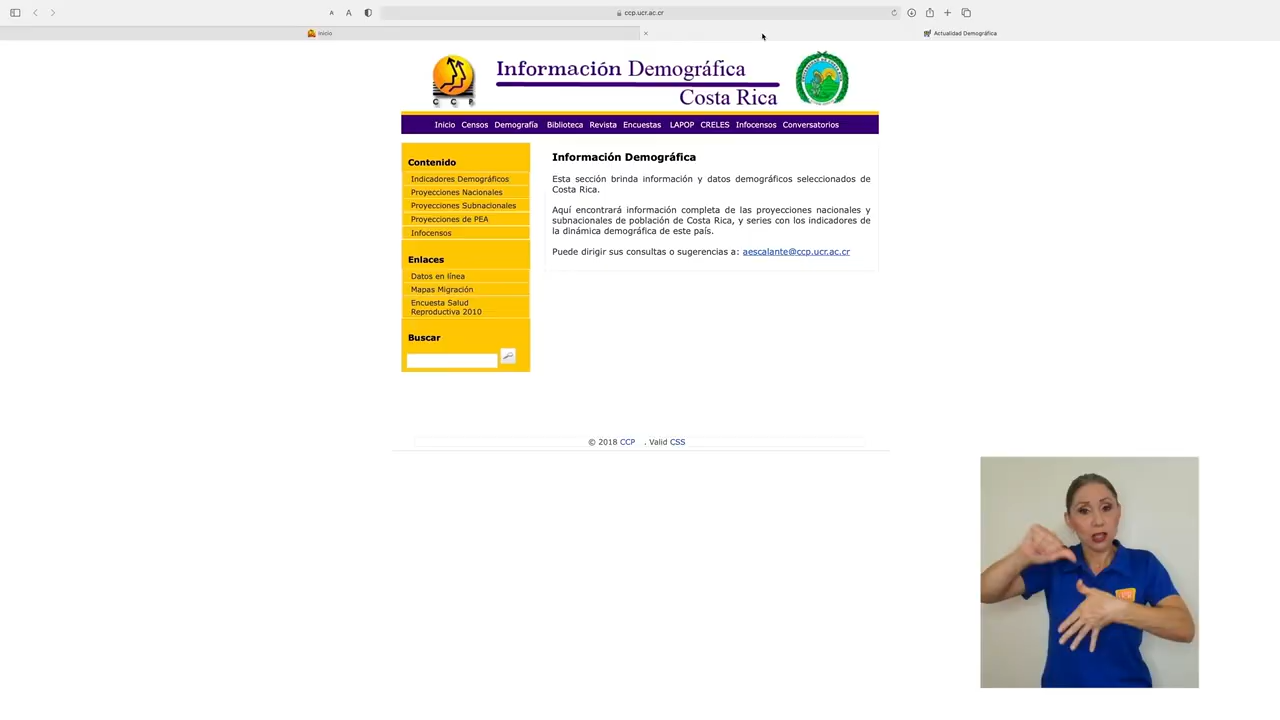 ccp.ucr.ac.cr
Inicio
Actualidad Demográfica
C C P
Información Demográfica
Costa Rica
Inicio Censos Demografía Biblioteca Revista Encuestas LAPOP CRELES Infocensos Conversatorios
Contenido
Indicadores Demográficos
Proyecciones Nacionales
Proyecciones Subnacionales
Proyecciones de PEA
Infocensos
Enlaces
Datos en línea
Mapas Migración
Encuesta Salud
Reproductiva 2010
Buscar
Información Demográfica
Esta sección brinda información y datos demográficos seleccionados de
Costa Rica.
Aquí encontrará información completa de las proyecciones nacionales y
subnacionales de población de Costa Rica, y series con los indicadores de
la dinámica demográfica de este país.
Puede dirigir sus consultas o sugerencias a: aescalante@ccp.ucr.ac.cr
© 2018 CCP . Valid CSS